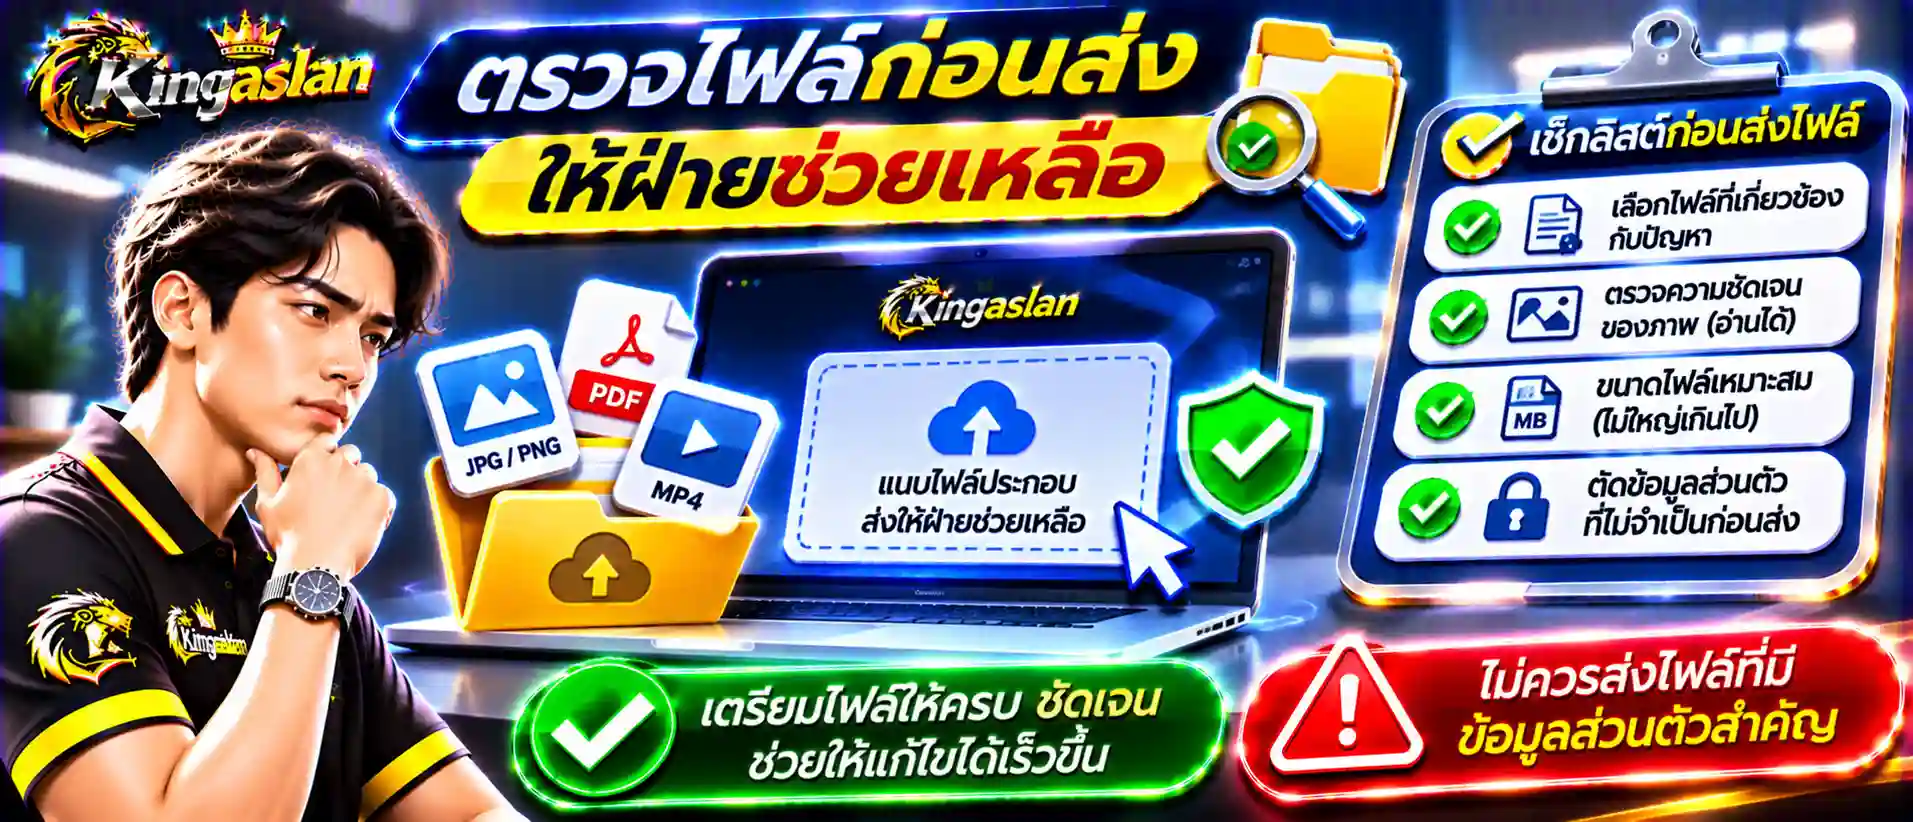 Kingaslan
ตรวจไฟล์ก่อนส่ง
ให้ฝ่ายช่วยเหลือ
JPG / PNG
PDF
MP4
Kingaslan
แนบไฟล์ประกอบ
ส่งให้ฝ่ายช่วยเหลือ
เช็กลิสต์ก่อนส่งไฟล์
เลือกไฟล์ที่เกี่ยวข้อง
กับปัญหา
ตรวจความชัดเจน
ของภาพ (อ่านได้)
MB
ขนาดไฟล์เหมาะสม
(ไม่ใหญ่เกินไป)
ตัดข้อมูลส่วนตัว
ที่ไม่จำเป็นก่อนส่ง
Kingaslan
เตรียมไฟล์ให้ครบ ชัดเจน
ช่วยให้แก้ไขได้เร็วขึ้น
ไม่ควรส่งไฟล์ที่มี
ข้อมูลส่วนตัวสำคัญ